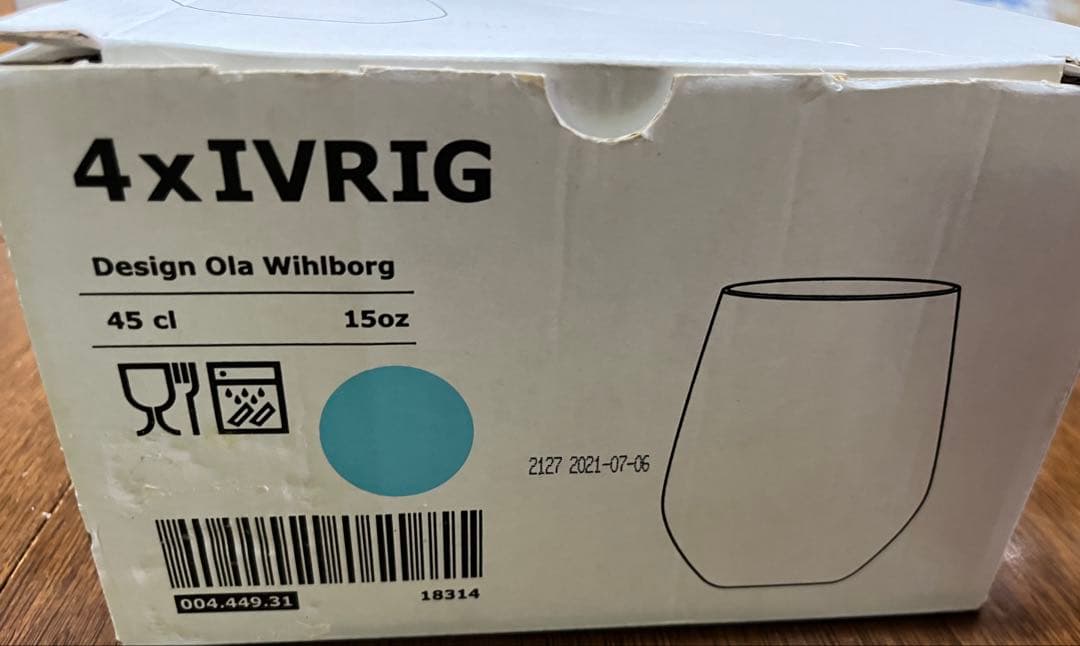 4xIVRIG
Design Ola Wihlborg
45 cl 15oz
2127 2021-07-06
004.449.31 18314